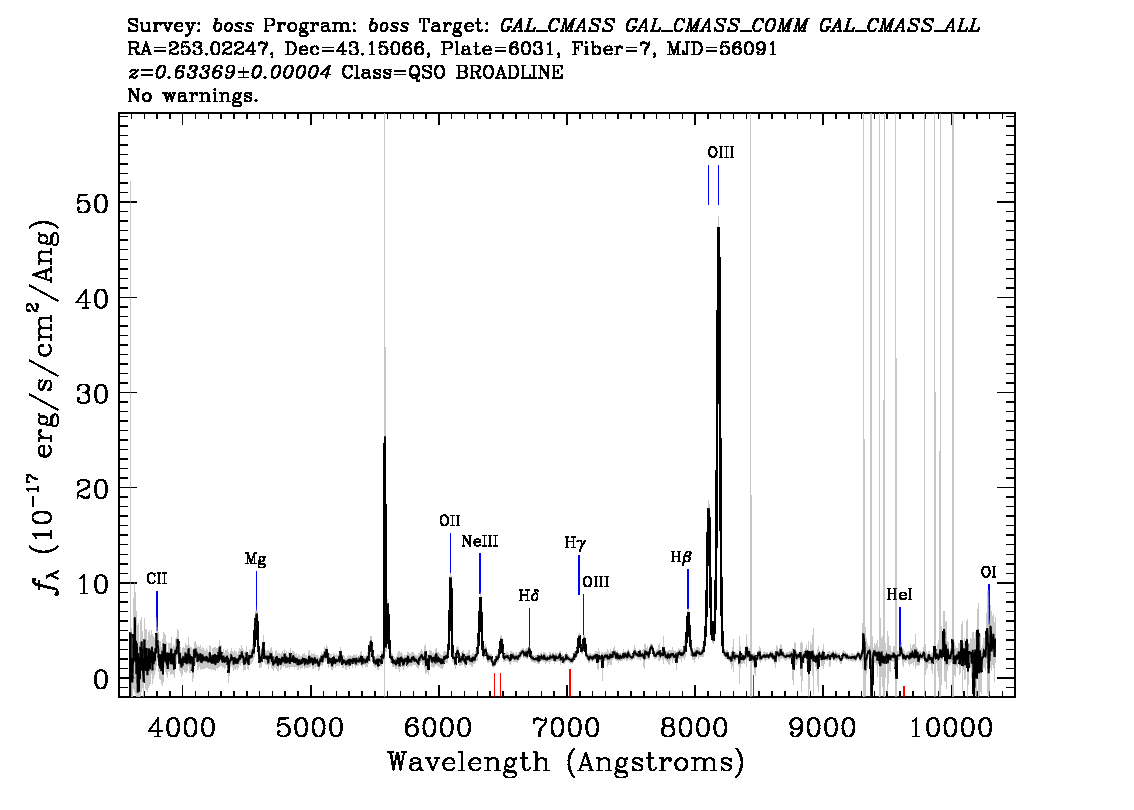 Survey: boss Program: boss Target: GAL_CMASS GAL_CMASS_COMM GAL_CMASS_ALL
RA=253.02247, Dec=43.15066, Plate=6031, Fiber=7, MJD=56091
z=0.63369±0.00004 Class=QSO BROADLINE
No warnings.
OIII
50
40
30
20
OII
NeIII
Hγ
Mg
Hβ
CII
OIII
OI
10
Hδ
HeI
0
f_λ (10^−17 erg/s/cm^2/Ang)
4000 5000 6000 7000 8000 9000 10000
Wavelength (Angstroms)